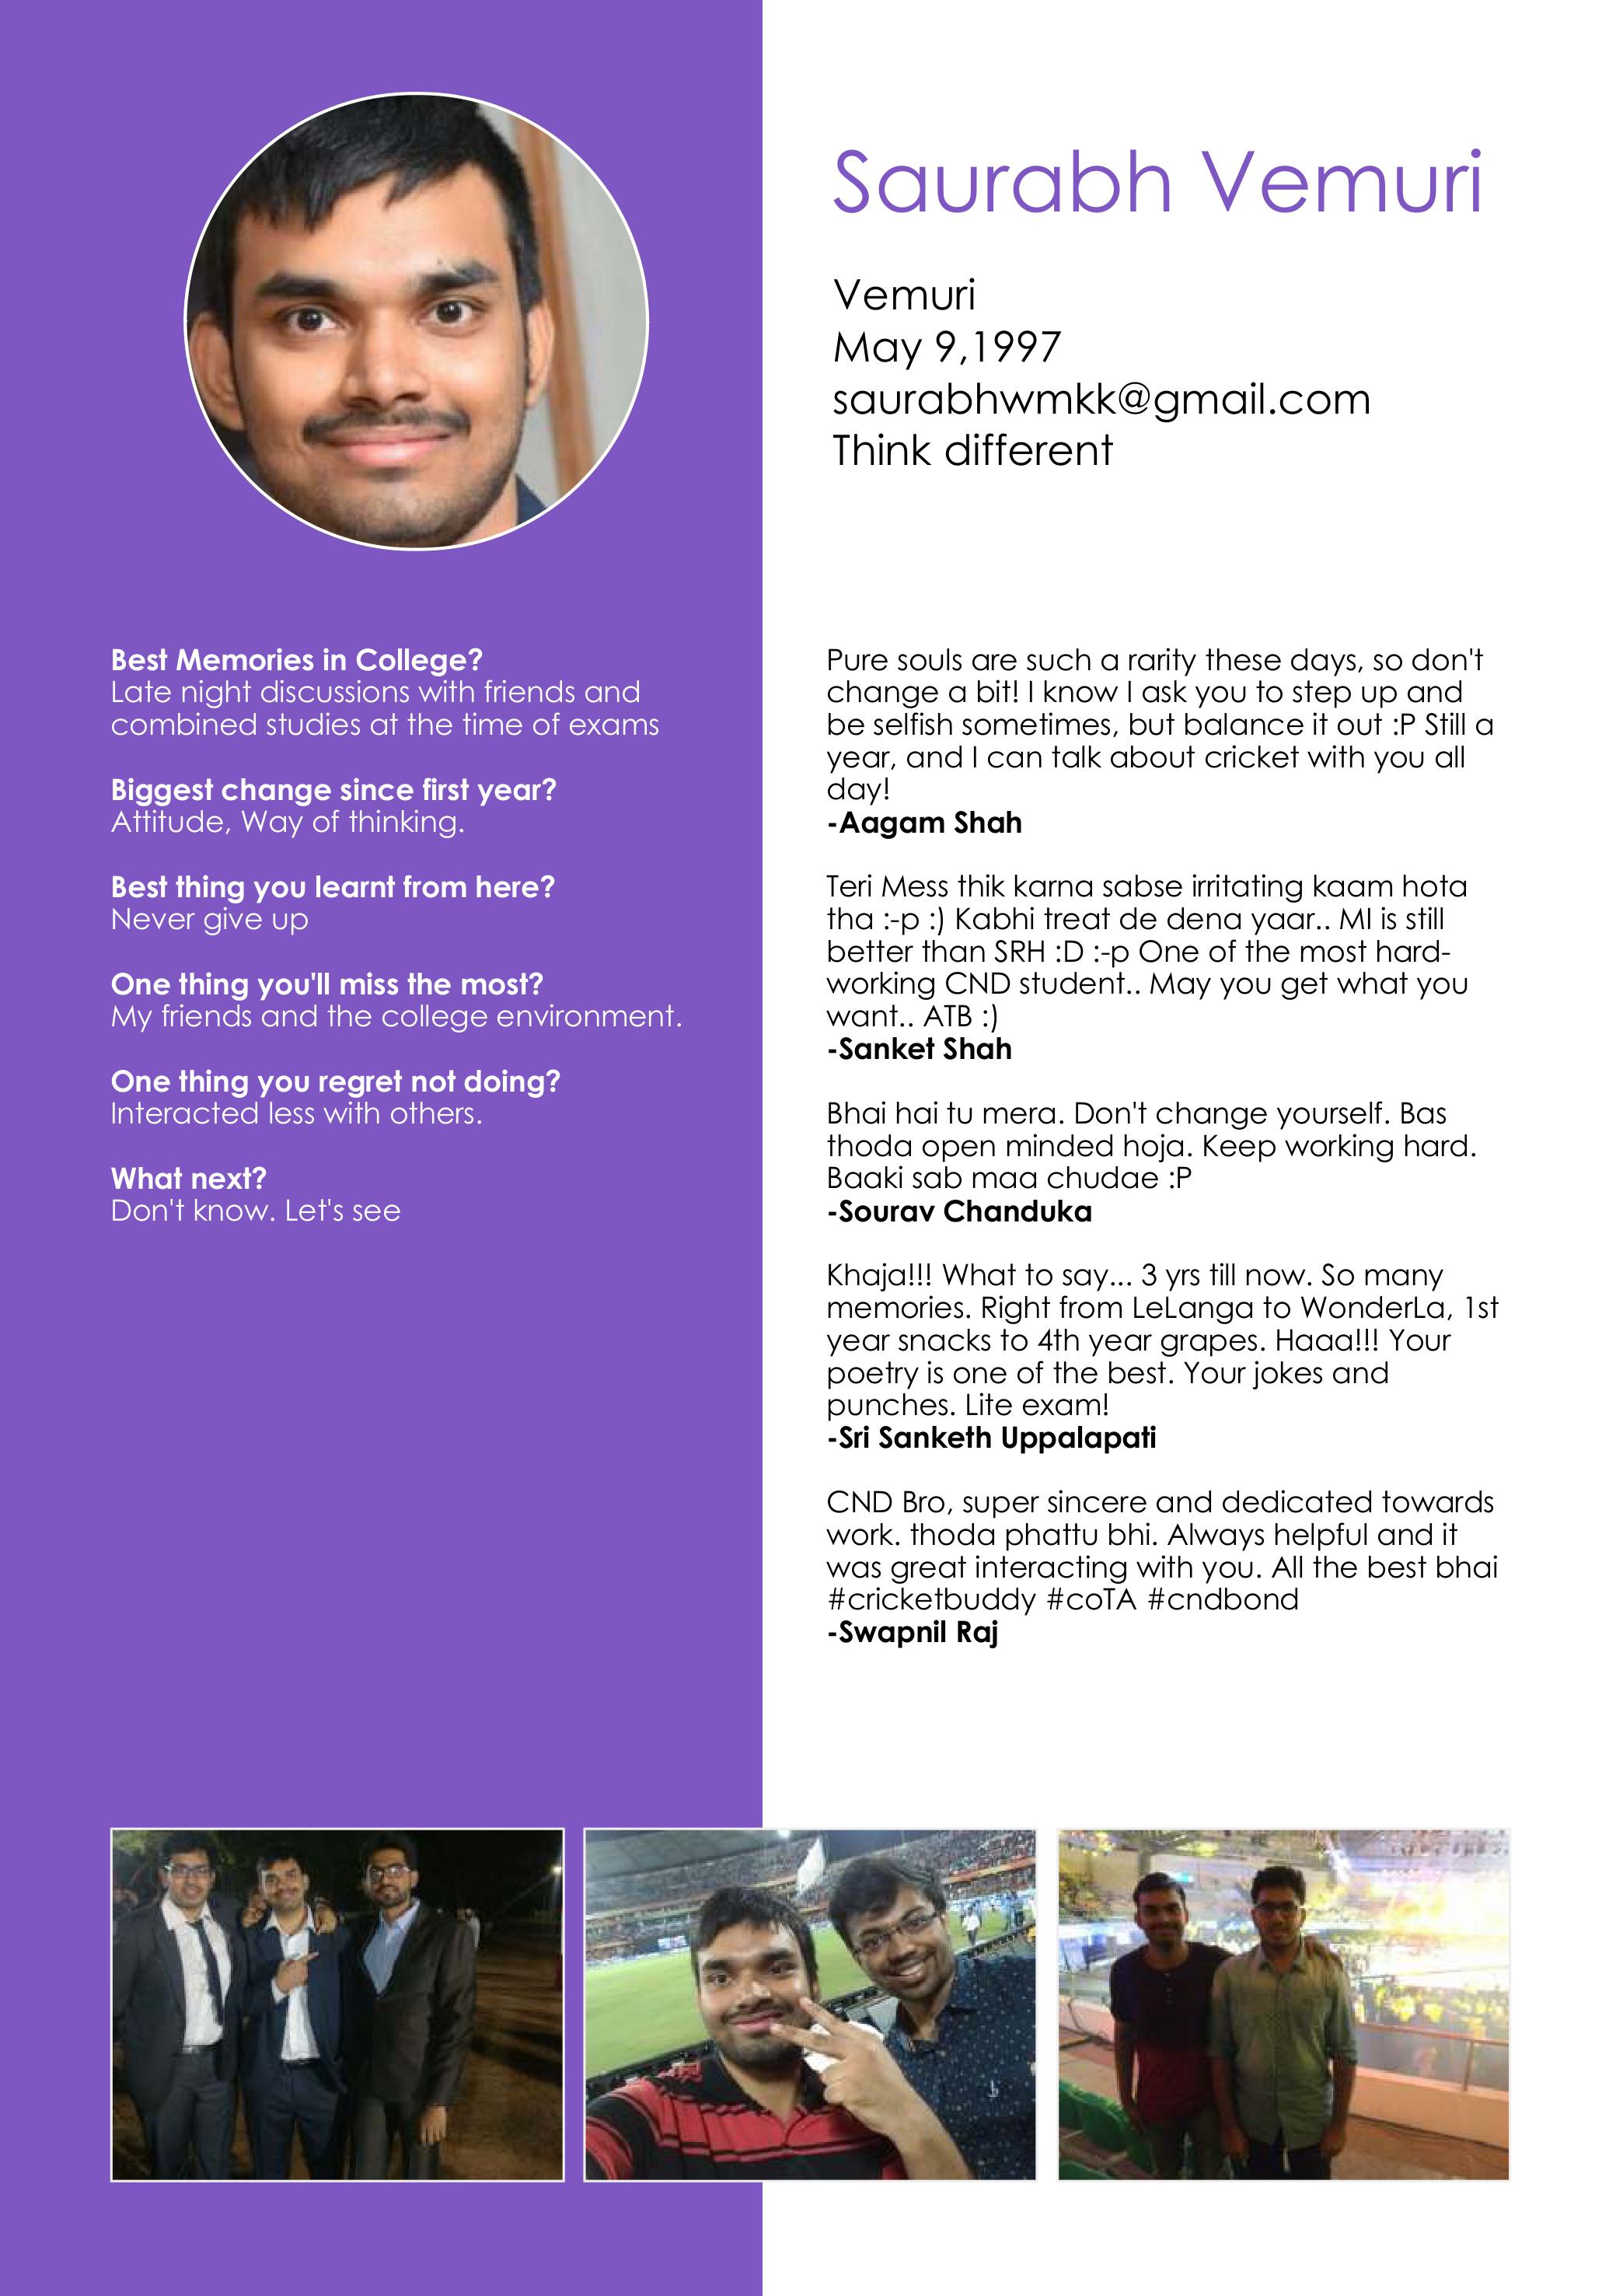 Saurabh Vemuri
Vemuri
May 9,1997
saurabhwmkk@gmail.com
Think different
Best Memories in College?
Late night discussions with friends and
combined studies at the time of exams
Biggest change since first year?
Attitude, Way of thinking.
Best thing you learnt from here?
Never give up
One thing you'll miss the most?
My friends and the college environment.
One thing you regret not doing?
Interacted less with others.
What next?
Don't know. Let's see
Pure souls are such a rarity these days, so don't
change a bit! I know I ask you to step up and
be selfish sometimes, but balance it out :P Still a
year, and I can talk about cricket with you all
day!
-Aagam Shah
Teri Mess thik karna sabse irritating kaam hota
tha :-p :) Kabhi treat de dena yaar.. MI is still
better than SRH :D :-p One of the most hard-
working CND student.. May you get what you
want.. ATB :)
-Sanket Shah
Bhai hai tu mera. Don't change yourself. Bas
thoda open minded hoja. Keep working hard.
Baaki sab maa chudae :P
-Sourav Chanduka
Khaja!!! What to say... 3 yrs till now. So many
memories. Right from LeLanga to WonderLa, 1st
year snacks to 4th year grapes. Haaa!!! Your
poetry is one of the best. Your jokes and
punches. Lite exam!
-Sri Sanketh Uppalapati
CND Bro, super sincere and dedicated towards
work. thoda phattu bhi. Always helpful and it
was great interacting with you. All the best bhai
#cricketbuddy #coTA #cndbond
-Swapnil Raj